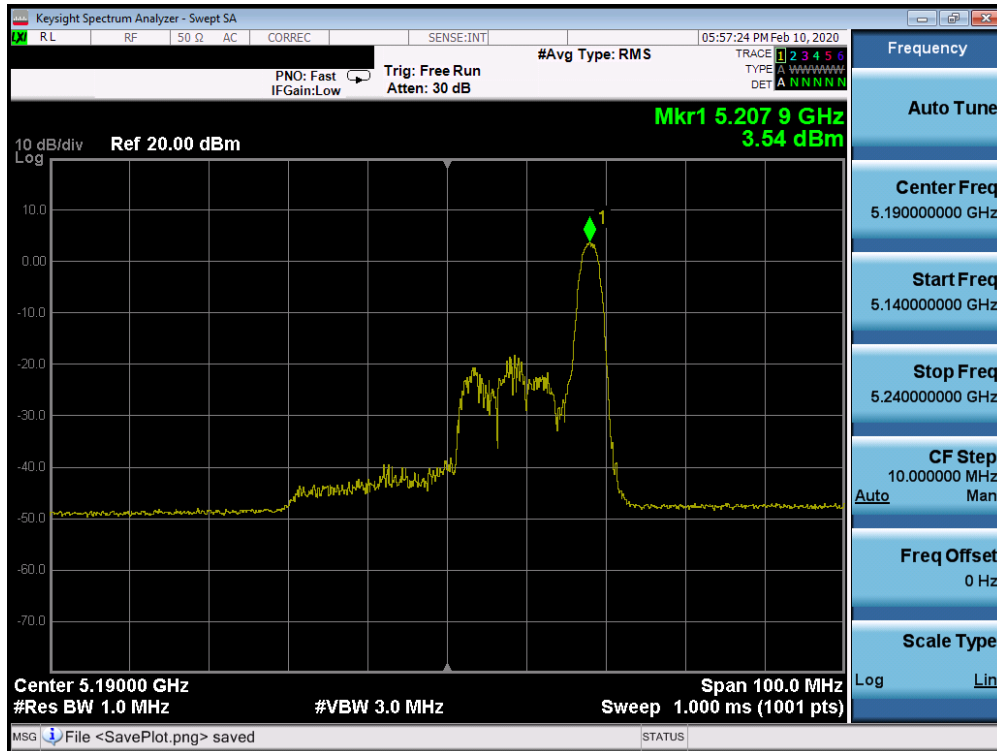 Keysight Spectrum Analyzer - Swept SA
LXI RL RF 50 Ω AC CORREC SENSE:INT 05:57:24 PM Feb 10, 2020
Frequency
#Avg Type: RMS
TRACE 1 2 3 4 5 6
TYPE A WWWWW
DET A N N N N N
PNO: Fast
IFGain:Low
Trig: Free Run
Atten: 30 dB
Auto Tune
Mkr1 5.207 9 GHz
3.54 dBm
10 dB/div Ref 20.00 dBm
Log
10.0
0.00
-10.0
-20.0
-30.0
-40.0
-50.0
-60.0
-70.0
1
Center Freq
5.190000000 GHz
Start Freq
5.140000000 GHz
Stop Freq
5.240000000 GHz
CF Step
10.000000 MHz
Auto Man
Freq Offset
0 Hz
Scale Type
Log Lin
Center 5.19000 GHz Span 100.0 MHz
#Res BW 1.0 MHz #VBW 3.0 MHz Sweep 1.000 ms (1001 pts)
MSG File <SavePlot.png> saved STATUS